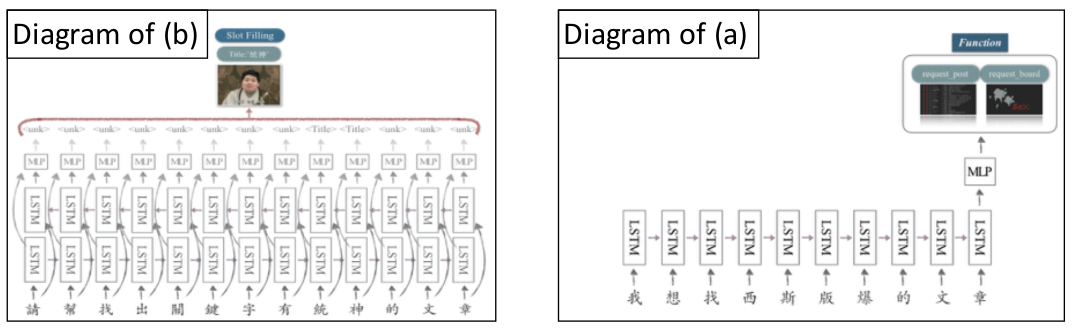 Diagram of (b)
Slot Filling
Title:'統神'
<unk> <unk> <unk> <unk> <unk> <unk> <unk> <unk> <Title> <Title> <unk> <unk> <unk>
MLP MLP MLP MLP MLP MLP MLP MLP MLP MLP MLP MLP MLP
LSTM LSTM LSTM LSTM LSTM LSTM LSTM LSTM LSTM LSTM LSTM LSTM LSTM
LSTM LSTM LSTM LSTM LSTM LSTM LSTM LSTM LSTM LSTM LSTM LSTM LSTM
請 幫 找 出 關 鍵 字 有 統 神 的 文 章
Diagram of (a)
Function
request_post request_board
MLP
LSTM LSTM LSTM LSTM LSTM LSTM LSTM LSTM LSTM LSTM
我 想 找 西 斯 版 爆 的 文 章